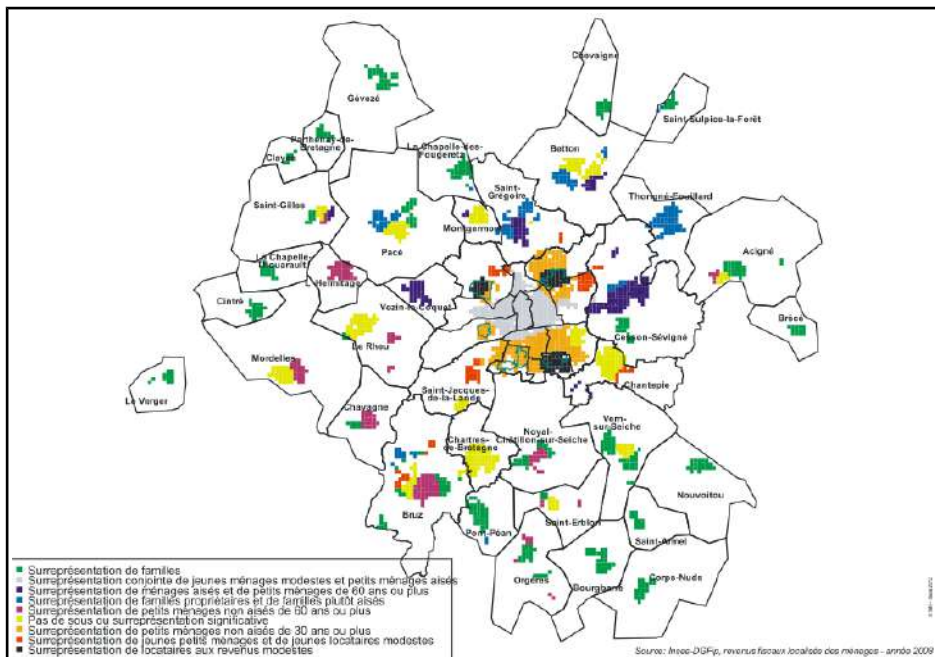 Chevaigné
Gévezé
Saint-Sulpice-la-Forêt
Parthenay-de-
Bretagne
La Chapelle-des-
Fougeretz
Betton
Clayes
Saint-
Grégoire
Thorigné-Fouillard
Saint-Gilles
Montgermont
Acigné
Pacé
La Chapelle-
Thouarault
L'Hermitage
Cintré
Vezin-le-Coquet
Brécé
Cesson-Sévigné
Le Rheu
Mordelles
Chantepie
Le Verger
Saint-Jacques-
de-la-Lande
Chavagne
Vern-
sur-Seiche
Noyal-
Châtillon-sur-Seiche
Chartres-
de-Bretagne
Nouvoitou
Bruz
Saint-Erblon
Pont-Péan
Saint-Armel
Orgères
Bourgbarré
Corps-Nuds
Surreprésentation de familles
Surreprésentation conjointe de jeunes ménages modestes et petits ménages aisés
Surreprésentation de ménages aisés et de petits ménages de 60 ans ou plus
Surreprésentation de familles propriétaires et de familles plutôt aisés
Surreprésentation de petits ménages non aisés de 60 ans ou plus
Pas de sous ou surreprésentation significative
Surreprésentation de petits ménages non aisés de 30 ans ou plus
Surreprésentation de jeunes petits ménages et de jeunes locataires modestes
Surreprésentation de locataires aux revenus modestes
Source: Insee-DGFip, revenus fiscaux localisés des ménages - année 2009